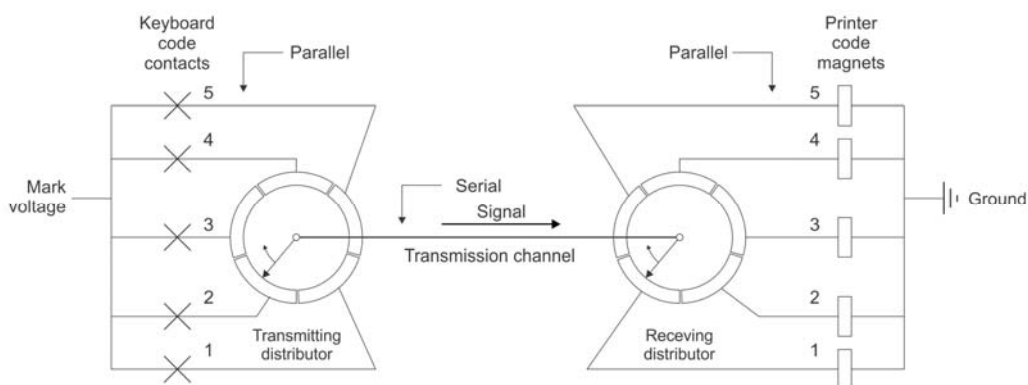 Keyboard
code
contacts
Parallel
Parallel
Printer
code
magnets
5
5
4
4
Mark
voltage
Serial
Signal
Ground
3
3
Transmission channel
2
2
Transmitting
distributor
Receving
distributor
1
1